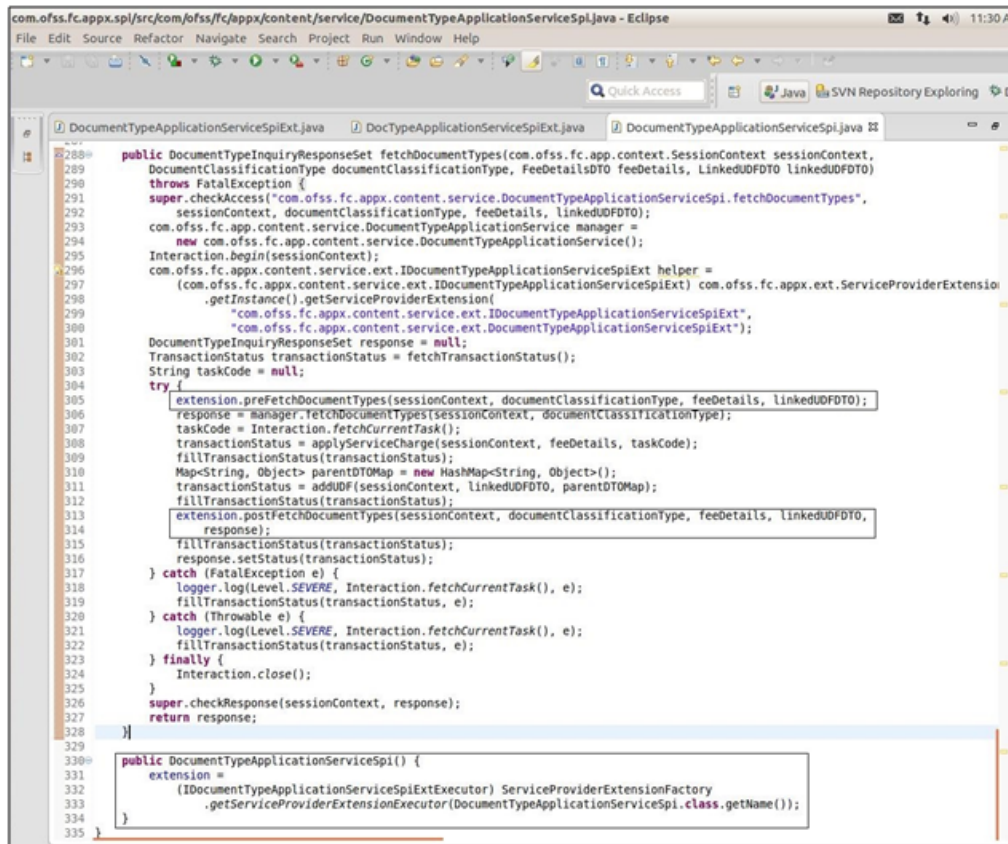 com.ofss.fc.appx.spi/src/com/ofss/fc/appx/content/service/DocumentTypeApplicationServiceSpi.java - Eclipse
11:30 A
File Edit Source Refactor Navigate Search Project Run Window Help
Quick Access
Java
SVN Repository Exploring
DocumentTypeApplicationServiceSpiExt.java
DocTypeApplicationServiceSpiExt.java
DocumentTypeApplicationServiceSpi.java
288 public DocumentTypeInquiryResponseSet fetchDocumentTypes(com.ofss.fc.app.context.SessionContext sessionContext,
289 DocumentClassificationType documentClassificationType, FeeDetailsDTO feeDetails, LinkedUDFDTO linkedUDFDTO)
290 throws FatalException {
291 super.checkAccess("com.ofss.fc.appx.content.service.DocumentTypeApplicationServiceSpi.fetchDocumentTypes",
292 sessionContext, documentClassificationType, feeDetails, linkedUDFDTO);
293 com.ofss.fc.app.content.service.DocumentTypeApplicationService manager =
294 new com.ofss.fc.app.content.service.DocumentTypeApplicationService();
295 Interaction.begin(sessionContext);
296 com.ofss.fc.appx.content.service.ext.IDocumentTypeApplicationServiceSpiExt helper =
297 (com.ofss.fc.appx.content.service.ext.IDocumentTypeApplicationServiceSpiExt) com.ofss.fc.appx.ext.ServiceProviderExtensio
298 .getInstance().getServiceProviderExtension(
299 "com.ofss.fc.appx.content.service.ext.IDocumentTypeApplicationServiceSpiExt",
300 "com.ofss.fc.appx.content.service.ext.DocumentTypeApplicationServiceSpiExt");
301 DocumentTypeInquiryResponseSet response = null;
302 TransactionStatus transactionStatus = fetchTransactionStatus();
303 String taskCode = null;
304 try {
305 extension.preFetchDocumentTypes(sessionContext, documentClassificationType, feeDetails, linkedUDFDTO);
306 response = manager.fetchDocumentTypes(sessionContext, documentClassificationType);
307 taskCode = Interaction.fetchCurrentTask();
308 transactionStatus = applyServiceCharge(sessionContext, feeDetails, taskCode);
309 fillTransactionStatus(transactionStatus);
310 Map<String, Object> parentDTOMap = new HashMap<String, Object>();
311 transactionStatus = addUDF(sessionContext, linkedUDFDTO, parentDTOMap);
312 fillTransactionStatus(transactionStatus);
313 extension.postFetchDocumentTypes(sessionContext, documentClassificationType, feeDetails, linkedUDFDTO,
314 response);
315 fillTransactionStatus(transactionStatus);
316 response.setStatus(transactionStatus);
317 } catch (FatalException e) {
318 logger.log(Level.SEVERE, Interaction.fetchCurrentTask(), e);
319 fillTransactionStatus(transactionStatus, e);
320 } catch (Throwable e) {
321 logger.log(Level.SEVERE, Interaction.fetchCurrentTask(), e);
322 fillTransactionStatus(transactionStatus, e);
323 } finally {
324 Interaction.close();
325 }
326 super.checkResponse(sessionContext, response);
327 return response;
328 }
329
330 public DocumentTypeApplicationServiceSpi() {
331 extension =
332 (IDocumentTypeApplicationServiceSpiExtExecutor) ServiceProviderExtensionFactory
333 .getServiceProviderExtensionExecutor(DocumentTypeApplicationServiceSpi.class.getName());
334 }
335 }